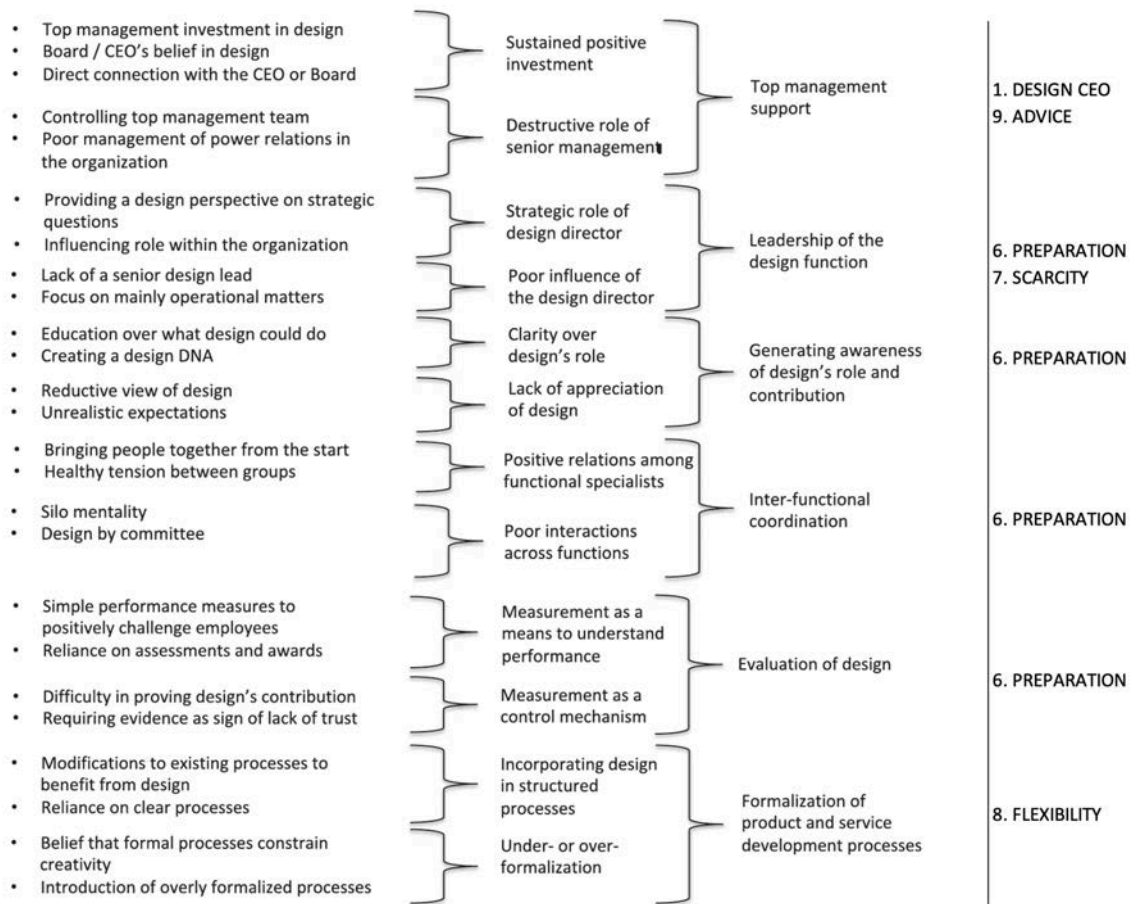 • Top management investment in design
• Board / CEO's belief in design
• Direct connection with the CEO or Board
Sustained positive
investment
• Controlling top management team
• Poor management of power relations in
the organization
Destructive role of
senior management
Top management
support
1. DESIGN CEO
9. ADVICE
• Providing a design perspective on strategic
questions
• Influencing role within the organization
Strategic role of
design director
• Lack of a senior design lead
• Focus on mainly operational matters
Poor influence of
the design director
Leadership of the
design function
6. PREPARATION
7. SCARCITY
• Education over what design could do
• Creating a design DNA
Clarity over
design's role
• Reductive view of design
• Unrealistic expectations
Lack of appreciation
of design
Generating awareness
of design's role and
contribution
6. PREPARATION
• Bringing people together from the start
• Healthy tension between groups
Positive relations among
functional specialists
• Silo mentality
• Design by committee
Poor interactions
across functions
Inter-functional
coordination
6. PREPARATION
• Simple performance measures to
positively challenge employees
• Reliance on assessments and awards
Measurement as a
means to understand
performance
• Difficulty in proving design's contribution
• Requiring evidence as sign of lack of trust
Measurement as a
control mechanism
Evaluation of design
6. PREPARATION
• Modifications to existing processes to
benefit from design
• Reliance on clear processes
Incorporating design
in structured
processes
• Belief that formal processes constrain
creativity
• Introduction of overly formalized processes
Under- or over-
formalization
Formalization of
product and service
development processes
8. FLEXIBILITY